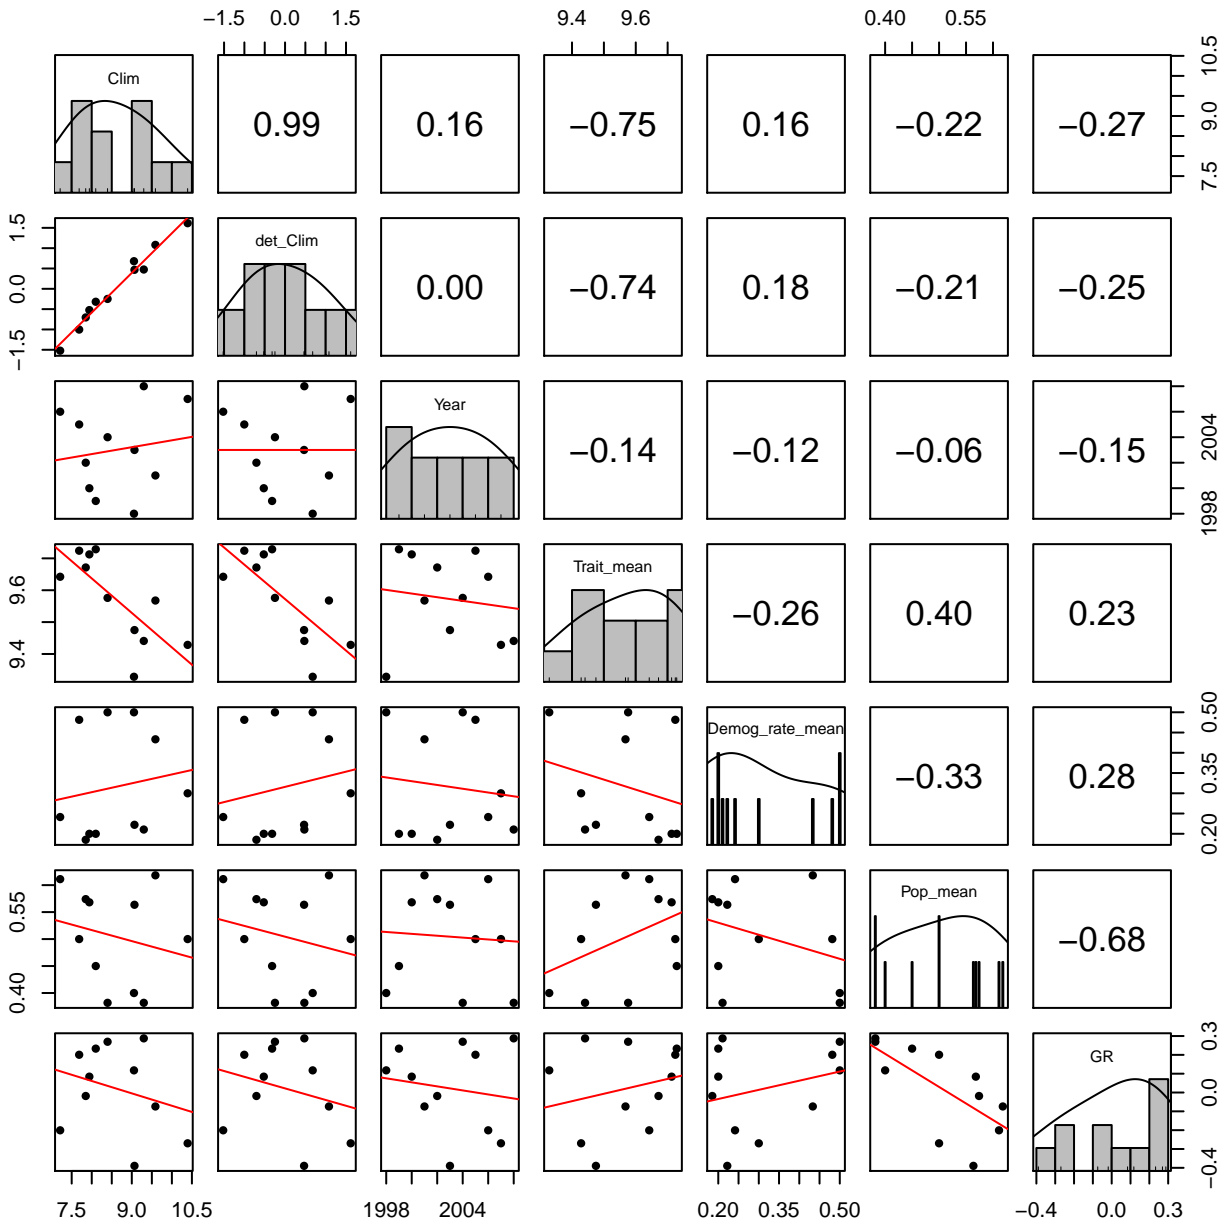 −1.5 0.0 1.5 9.4 9.6 0.40 0.55
Clim 0.99 0.16 −0.75 0.16 −0.22 −0.27
7.5 9.0 10.5
−1.5 0.0 1.5
det_Clim 0.00 −0.74 0.18 −0.21 −0.25
Year −0.14 −0.12 −0.06 −0.15
1998 2004
9.4 9.6
Trait_mean −0.26 0.40 0.23
Demog_rate_mean −0.33 0.28
0.20 0.35 0.50
0.40 0.55
Pop_mean −0.68
GR
−0.4 0.0 0.3
7.5 9.0 10.5 1998 2004 0.20 0.35 0.50 −0.4 0.0 0.3